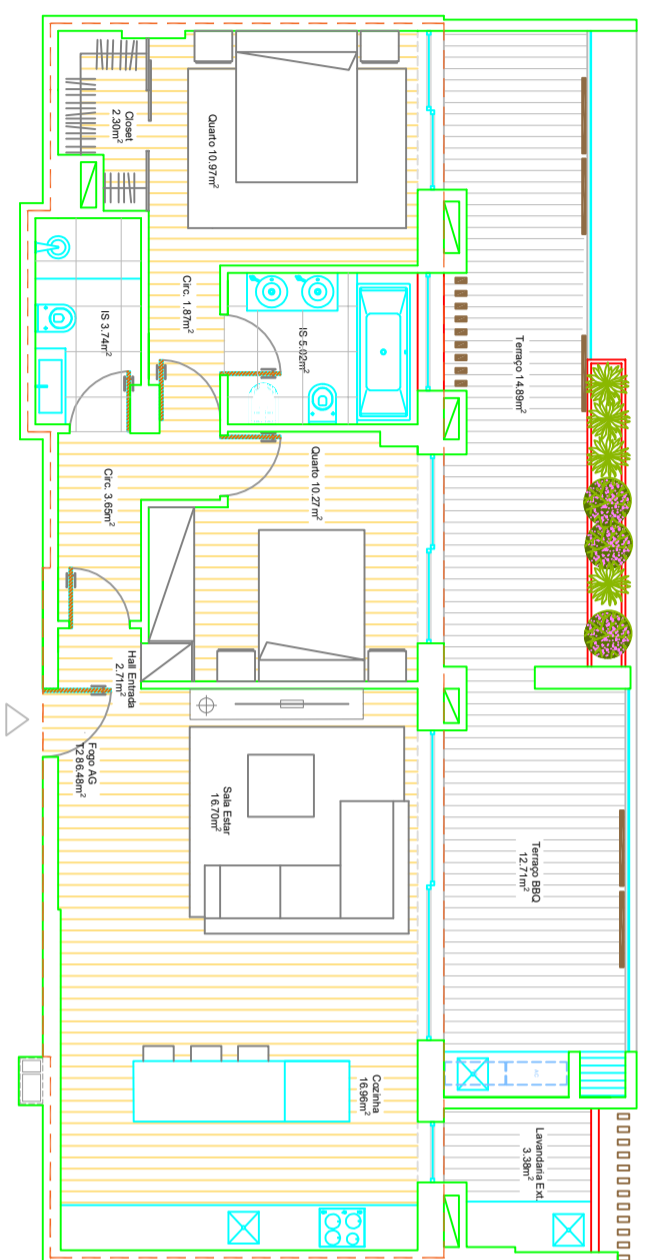 Closet
2.30m²
Quarto 10.97m²
Circ. 1.87m²
IS 3.74m²
IS 5.02m²
Terraço 14.89m²
Circ. 3.65m²
Quarto 10.27m²
Hall Entrada
2.71m²
Fogo AG
T2 86.48m²
Sala Estar
16.70m²
Terraço BBQ
12.71m²
Cozinha
16.96m²
Lavandaria Ext.
3.38m²